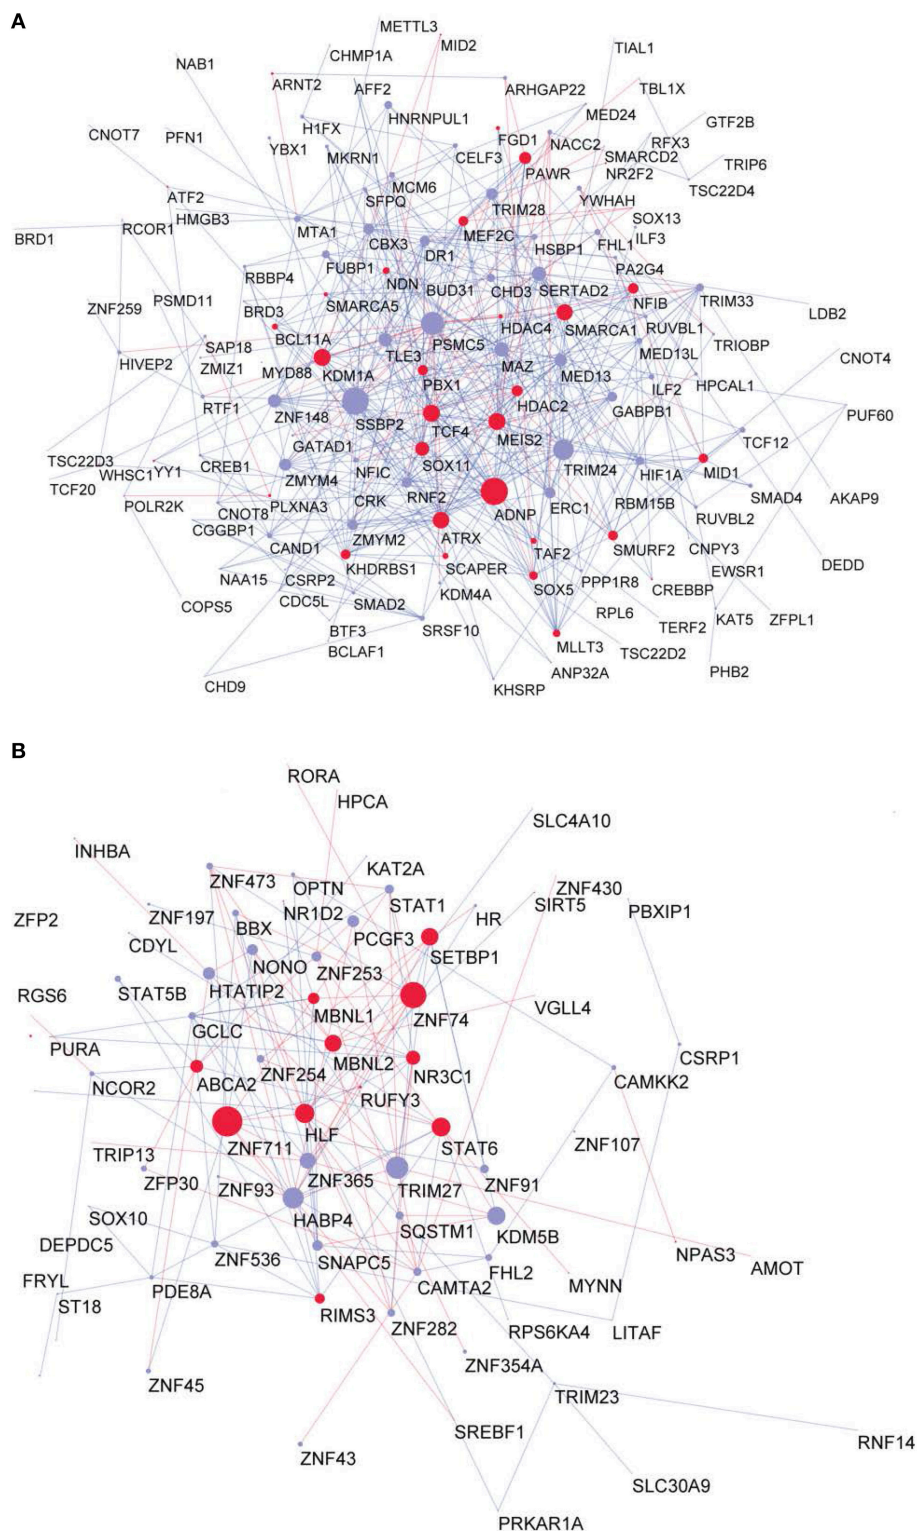 A
METTL3
MID2
TIAL1
CHMP1A
NAB1
ARNT2
AFF2
ARHGAP22
TBL1X
HNRNPUL1
MED24
GTF2B
H1FX
FGD1
NACC2
RFX3
CNOT7
PFN1
YBX1
MKRN1
CELF3
PAWR
SMARCD2
TRIP6
NR2F2
TSC22D4
ATF2
MCM6
SFPQ
TRIM28
YWHAH
HMGB3
SOX13
RCOR1
MTA1
CBX3
MEF2C
HSBP1
FHL1
ILF3
BRD1
DR1
RBBP4
FUBP1
NDN
BUD31
CHD3
SERTAD2
PA2G4
NFIB
TRIM33
ZNF259
PSMD11
BRD3
SMARCA5
HDAC4
SMARCA1
RUVBL1
LDB2
BCL11A
PSMC5
TRIOBP
SAP18
TLE3
MAZ
MED13L
CNOT4
HIVEP2
ZMIZ1
MYD88
KDM1A
PBX1
MED13
ILF2
HPCAL1
RTF1
ZNF148
SSBP2
TCF4
HDAC2
MEIS2
GABPB1
PUF60
GATAD1
TCF12
TSC22D3
WHSC1
YY1
CREB1
ZMYM4
NFIC
SOX11
TRIM24
HIF1A
MID1
TCF20
RNF2
SMAD4
AKAP9
POLR2K
CNOT8
PLXNA3
CRK
ADNP
ERC1
RBM15B
RUVBL2
CGGBP1
ZMYM2
ATRX
CAND1
TAF2
SMURF2
CNPY3
KHDRBS1
SCAPER
DEDD
NAA15
CSRP2
KDM4A
SOX5
PPP1R8
CREBBP
EWSR1
COPS5
CDC5L
SMAD2
RPL6
KAT5
ZFPL1
BTF3
SRSF10
TERF2
BCLAF1
MLLT3
TSC22D2
CHD9
KHSRP
ANP32A
PHB2
B
RORA
HPCA
SLC4A10
INHBA
KAT2A
ZNF473
OPTN
ZNF430
STAT1
SIRT5
ZFP2
ZNF197
BBX
NR1D2
HR
PBXIP1
CDYL
PCGF3
SETBP1
NONO
ZNF253
RGS6
STAT5B
HTATIP2
MBNL1
ZNF74
VGLL4
GCLC
PURA
MBNL2
CSRP1
NCOR2
ABCA2
ZNF254
NR3C1
CAMKK2
RUFY3
HLF
ZNF711
STAT6
ZNF107
TRIP13
ZNF365
ZFP30
ZNF93
TRIM27
ZNF91
SOX10
HABP4
SQSTM1
KDM5B
DEPDC5
ZNF536
SNAPC5
NPAS3
AMOT
FRYL
PDE8A
CAMTA2
FHL2
MYNN
ST18
RIMS3
ZNF282
RPS6KA4
LITAF
ZNF45
ZNF354A
TRIM23
SREBF1
RNF14
ZNF43
SLC30A9
PRKAR1A